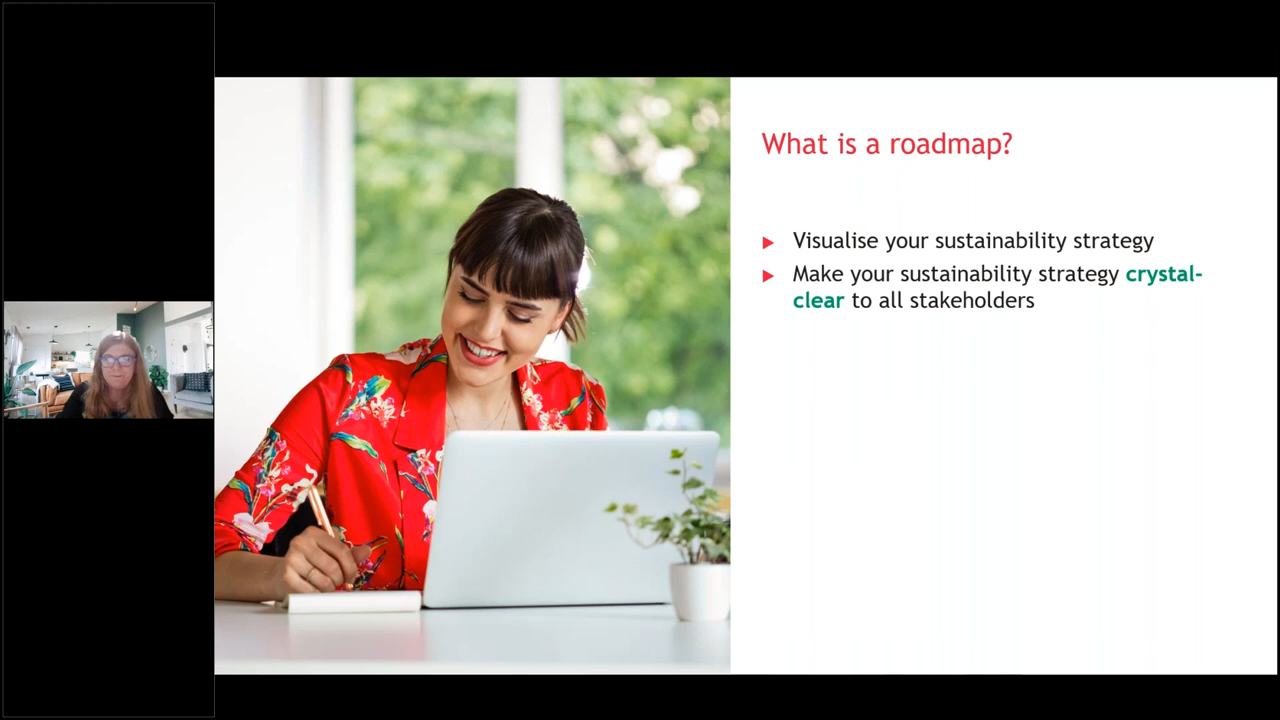 What is a roadmap?
Visualise your sustainability strategy
Make your sustainability strategy crystal-
clear to all stakeholders